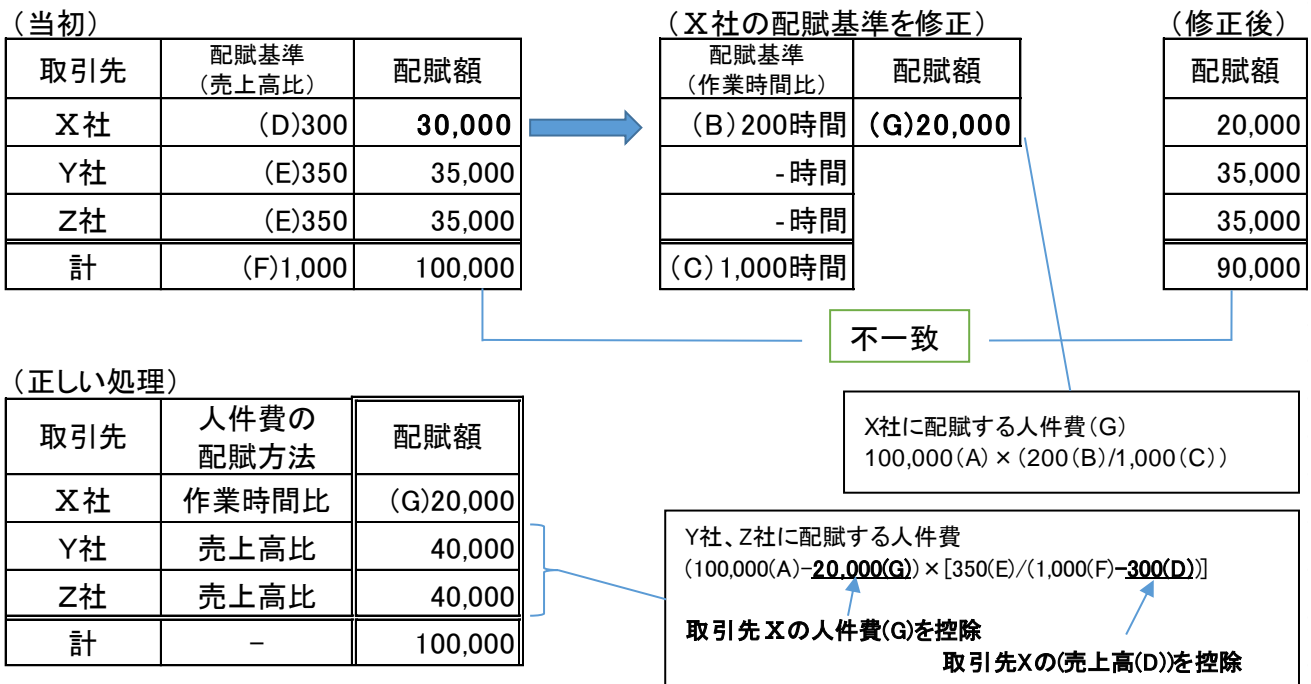 （当初）
取引先 配賦基準（売上高比） 配賦額
Ｘ社 (D)300 30,000
Y社 (E)350 35,000
Z社 (E)350 35,000
計 (F)1,000 100,000
（Ｘ社の配賦基準を修正）
配賦基準（作業時間比） 配賦額
（B）200時間 (G)20,000
-時間
-時間
（C）1,000時間
（修正後）
配賦額
20,000
35,000
35,000
90,000
不一致
X社に配賦する人件費(G)
100,000(A)×(200(B)/1,000(C))
（正しい処理）
取引先 人件費の配賦方法 配賦額
Ｘ社 作業時間比 (G)20,000
Y社 売上高比 40,000
Z社 売上高比 40,000
計 － 100,000
Y社、Z社に配賦する人件費
(100,000(A)-20,000(G))×[350(E)/(1,000(F)-300(D))]
取引先Ｘの人件費(G)を控除
取引先Xの(売上高(D))を控除